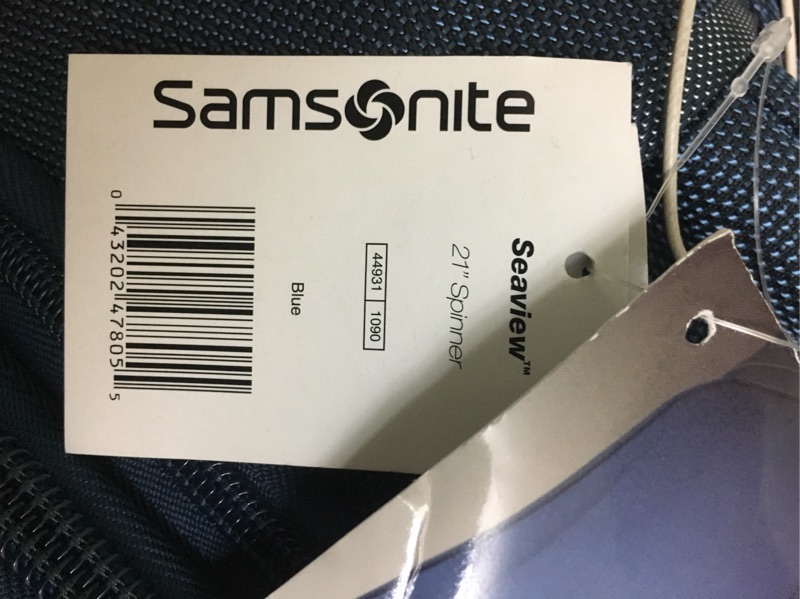 Samsonite
Seaview™
21" Spinner
44931 1090
Blue
0 43202 47805 5